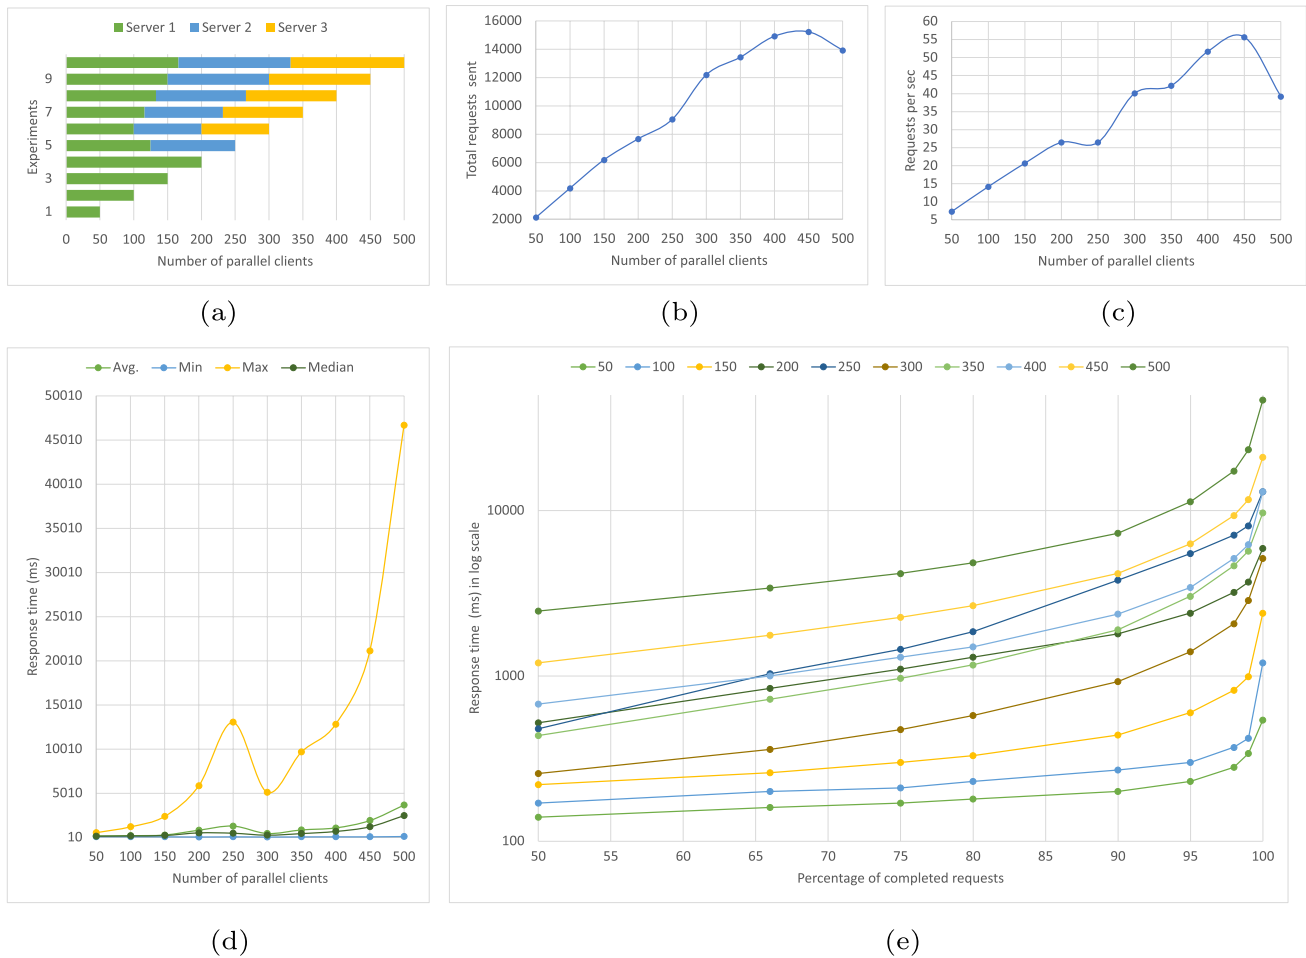 Server 1 Server 2 Server 3
Experiments
9
7
5
3
1
0 50 100 150 200 250 300 350 400 450 500
Number of parallel clients
(a)
Total requests sent
16000
14000
12000
10000
8000
6000
4000
2000
50 100 150 200 250 300 350 400 450 500
Number of parallel clients
(b)
Requests per sec
60
55
50
45
40
35
30
25
20
15
10
5
50 100 150 200 250 300 350 400 450 500
Number of parallel clients
(c)
Avg. Min Max Median
Response time (ms)
50010
45010
40010
35010
30010
25010
20010
15010
10010
5010
10
50 100 150 200 250 300 350 400 450 500
Number of parallel clients
(d)
50 100 150 200 250 300 350 400 450 500
Response time (ms) in log scale
10000
1000
100
50 55 60 65 70 75 80 85 90 95 100
Percentage of completed requests
(e)